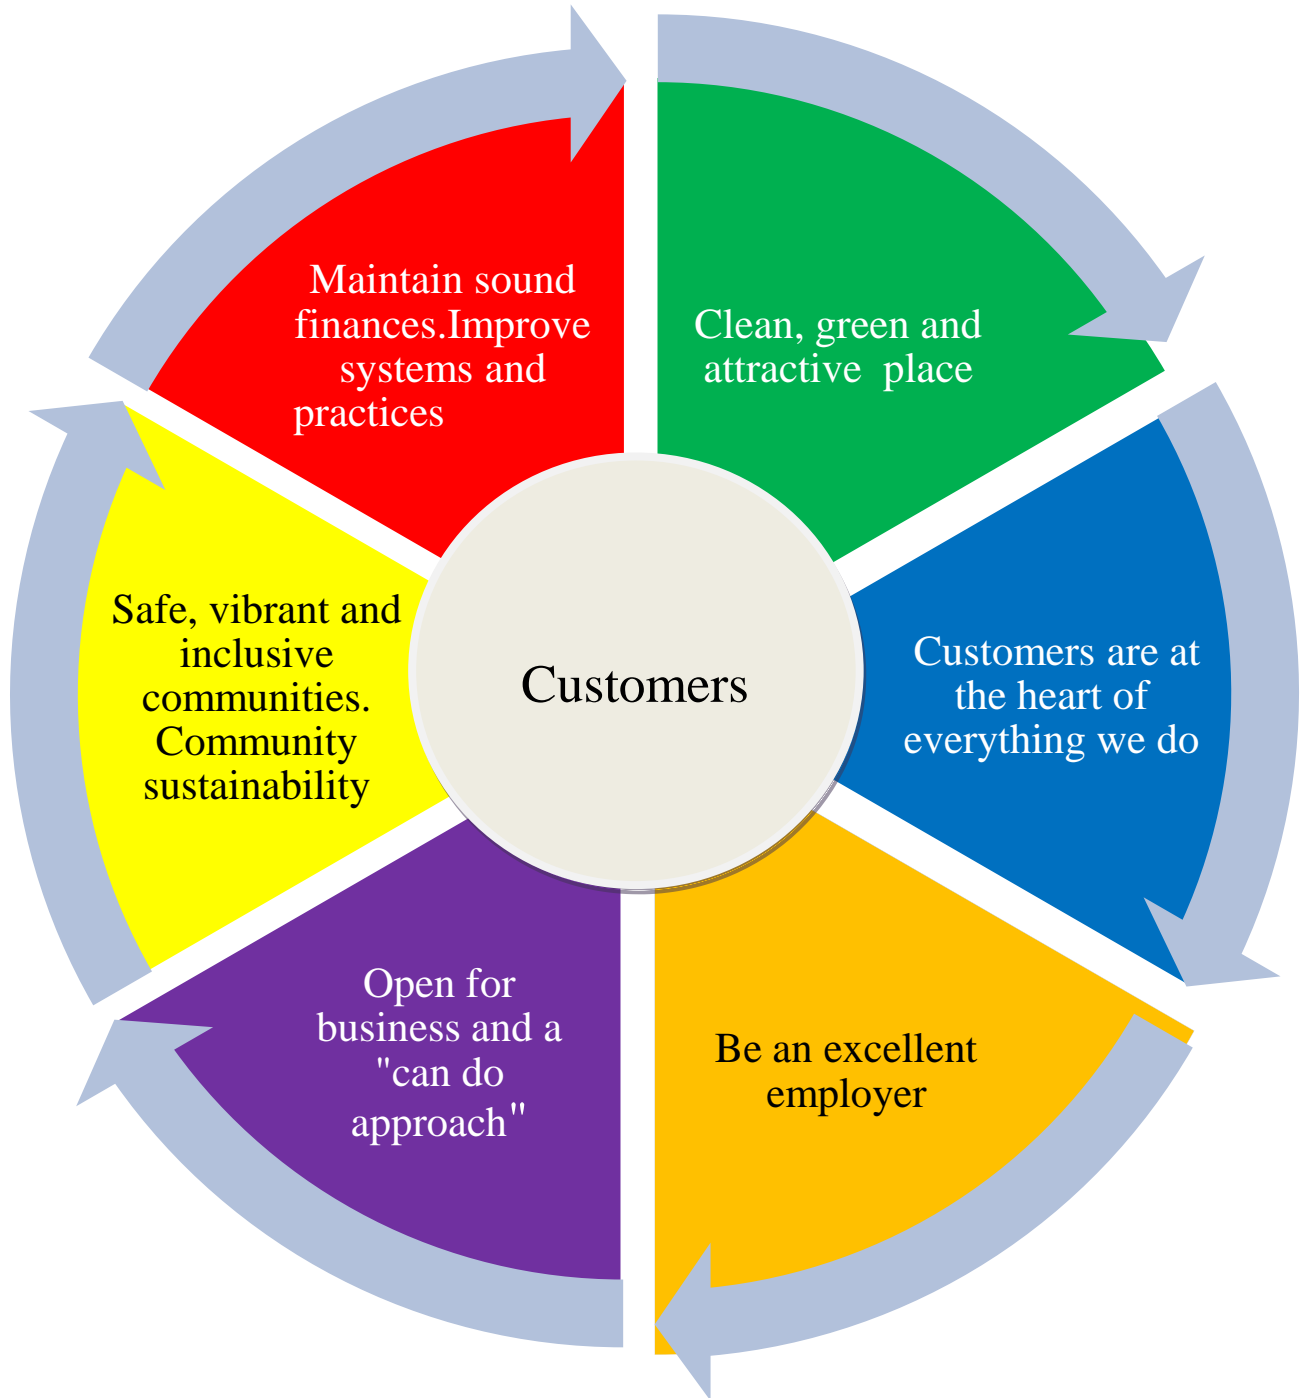 Maintain sound
finances.Improve
systems and
practices
Clean, green and
attractive  place
Customers are at
the heart of
everything we do
Be an excellent
employer
Open for
business and a
"can do
approach"
Safe, vibrant and
inclusive
communities.
Community
sustainability
Customers